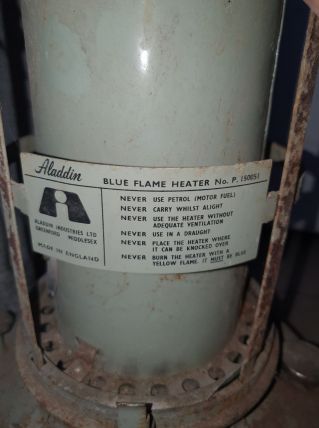 Aladdin
BLUE FLAME HEATER No. P. 150051
ALADDIN INDUSTRIES LTD
GREENFORD MIDDLESEX
MADE IN ENGLAND
NEVER USE PETROL (MOTOR FUEL)
NEVER CARRY WHILST ALIGHT
NEVER USE THE HEATER WITHOUT
ADEQUATE VENTILATION
NEVER USE IN A DRAUGHT
NEVER PLACE THE HEATER WHERE
IT CAN BE KNOCKED OVER
NEVER BURN THE HEATER WITH A
YELLOW FLAME. IT MUST BE BLUE